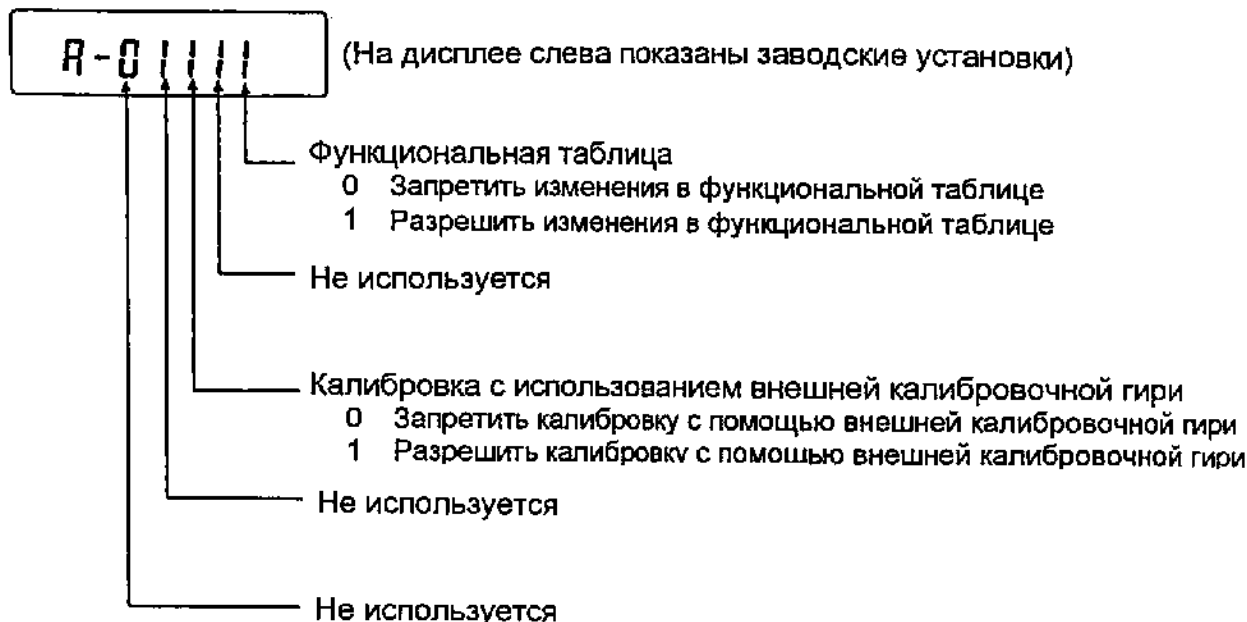 A-01111
(На дисплее слева показаны заводские установки)
Функциональная таблица
0 Запретить изменения в функциональной таблице
1 Разрешить изменения в функциональной таблице
Не используется
Калибровка с использованием внешней калибровочной гири
0 Запретить калибровку с помощью внешней калибровочной гири
1 Разрешить калибровку с помощью внешней калибровочной гири
Не используется
Не используется